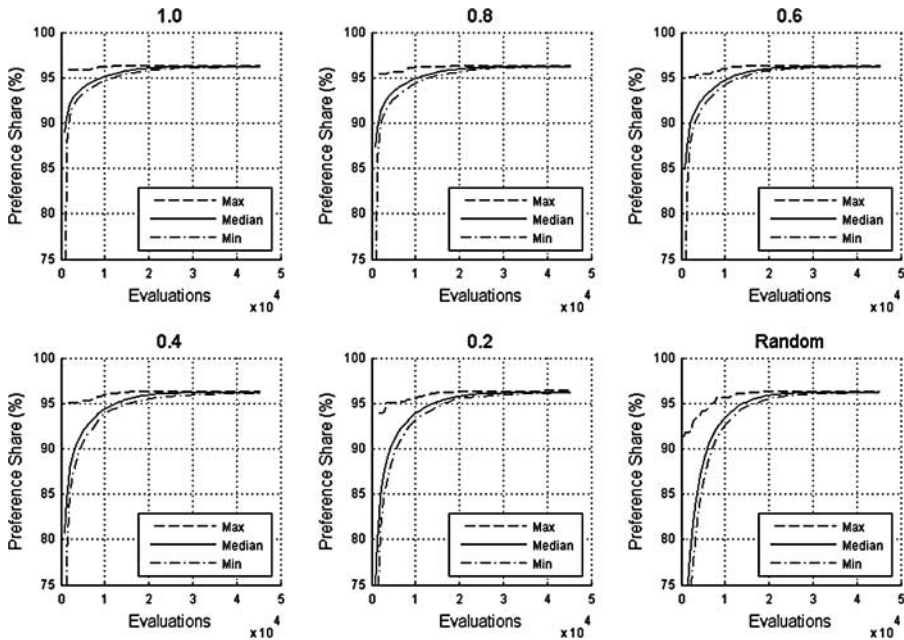 1.0
100
95
90
85
80
75
Preference Share (%)
Max
Median
Min
0 1 2 3 4 5
Evaluations
x10 4
0.8
100
95
90
85
80
75
Preference Share (%)
Max
Median
Min
0 1 2 3 4 5
Evaluations
x10 4
0.6
100
95
90
85
80
75
Preference Share (%)
Max
Median
Min
0 1 2 3 4 5
Evaluations
x10 4
0.4
100
95
90
85
80
75
Preference Share (%)
Max
Median
Min
0 1 2 3 4 5
Evaluations
x10 4
0.2
100
95
90
85
80
75
Preference Share (%)
Max
Median
Min
0 1 2 3 4 5
Evaluations
x10 4
Random
100
95
90
85
80
75
Preference Share (%)
Max
Median
Min
0 1 2 3 4 5
Evaluations
x10 4